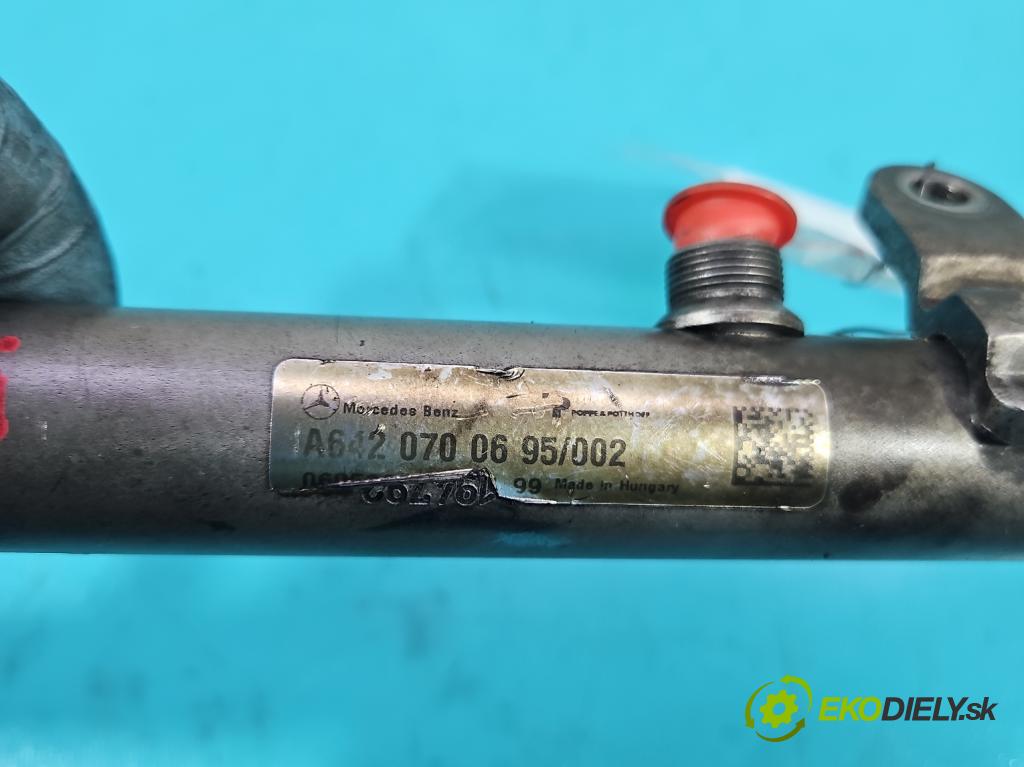 Mercedes Benz POPPE & POTTHOFF
A642 070 06 95/002
99 Made in Hungary
EKODIELY.sk